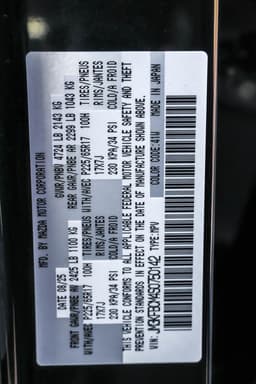 MFD. BY MAZDA MOTOR CORPORATION
DATE 08/25 GVWR/PNBV 4724 LB 2143 KG
FRONT GAWR/PNBE AV 2425 LB 1100 KG REAR GAWR/PNBE AR 2299 LB 1043 KG
WITH/AVEC P225/65R17 100H TIRES/PNEUS WITH/AVEC P225/65R17 100H TIRES/PNEUS
17X7J RIMS/JANTES 17X7J RIMS/JANTES
230 KPA/34 PSI COLD/A FROID 230 KPA/34 PSI COLD/A FROID
THIS VEHICLE CONFORMS TO ALL APPLICABLE FEDERAL MOTOR VEHICLE SAFETY AND THEFT
PREVENTION STANDARDS IN EFFECT ON THE DATE OF MANUFACTURE SHOWN ABOVE.
VIN: TYPE:MPV COLOR CODE:41W MADE IN JAPAN